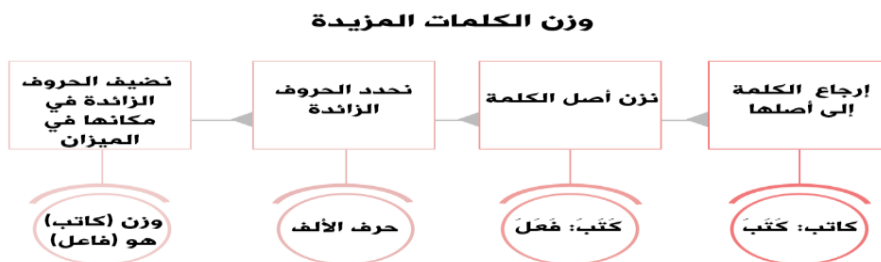 وزن الكلمات المزيدة
إرجاع الكلمة
إلى أصلها
نزن أصل الكلمة
نحدد الحروف
الزائدة
نضيف الحروف
الزائدة في
مكانها في
الميزان
كاتب: كَتَبَ
كَتَبَ: فَعَلَ
حرف الألف
وزن (كاتب)
هو (فاعل)